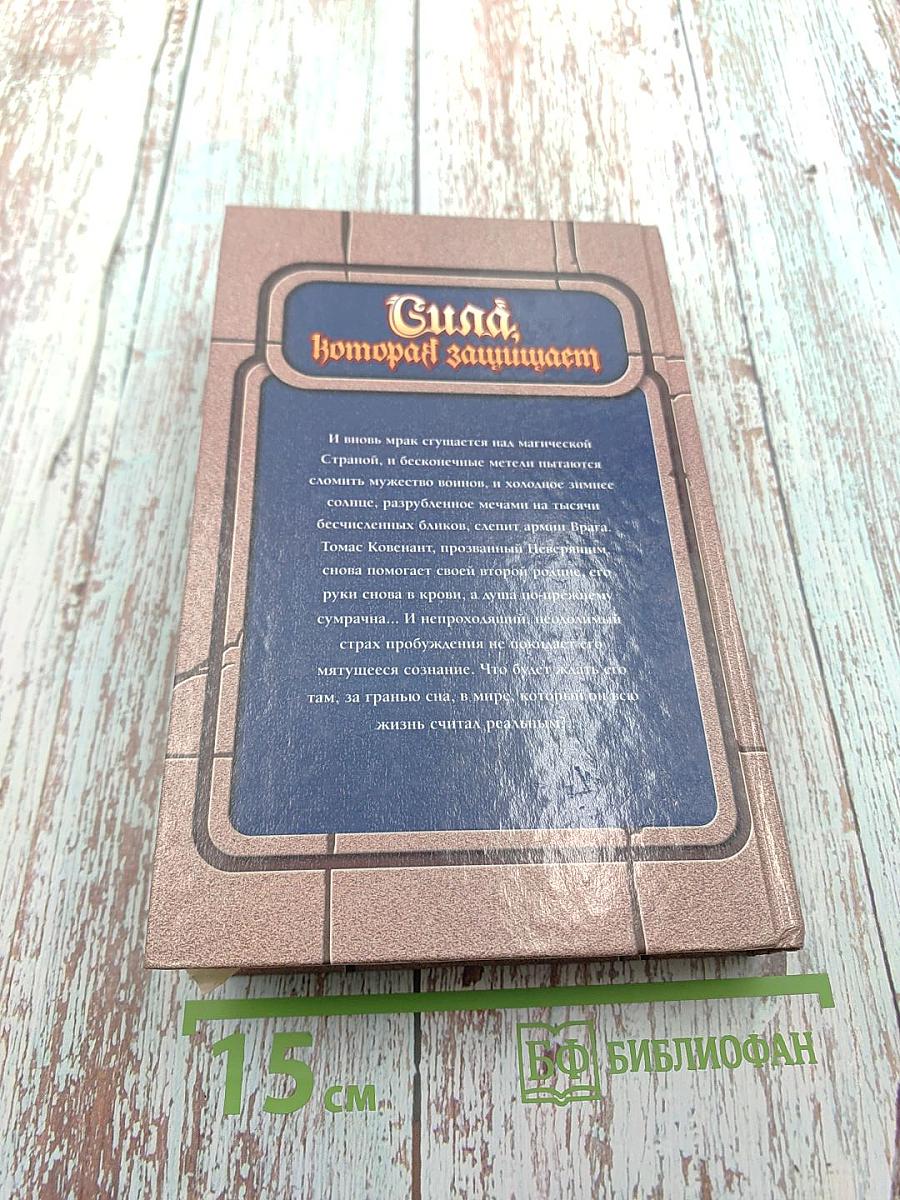 Сила,
которая защищает
И вновь мрак сгущается над магической
Страной, и бесконечные метели пытаются
сломить мужество воинов, и холодное зимнее
солнце, разрубленное мечами на тысячи
бесчисленных бликов, слепит армии Врага.
Томас Ковенант, прозванный Неверящим,
снова помогает своей второй родине, его
руки снова в крови, а душа по-прежнему
сумрачна... И непроходящий, неодолимый
страх пробуждения не покидает его
мятущееся сознание. Что будет ждать его
там, за гранью сна, в мире, который он всю
жизнь считал реальным?..
15 см
БФ БИБЛИОФАН